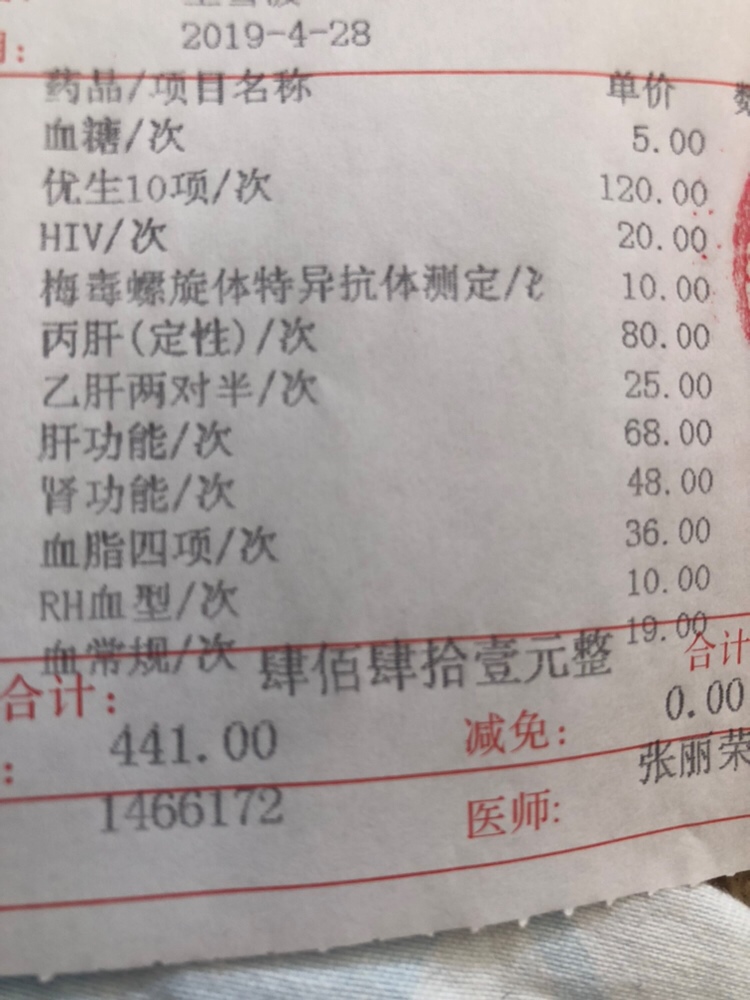 2019-4-28
药品/项目名称 单价
血糖/次 5.00
优生10项/次 120.00
HIV/次 20.00
梅毒螺旋体特异抗体测定/ 10.00
丙肝(定性)/次 80.00
乙肝两对半/次 25.00
肝功能/次 68.00
肾功能/次 48.00
血脂四项/次 36.00
RH血型/次 10.00
血常规/次 19.00
合计: 肆佰肆拾壹元整 合计
: 441.00 减免: 0.00
1466172 医师: 张丽荣